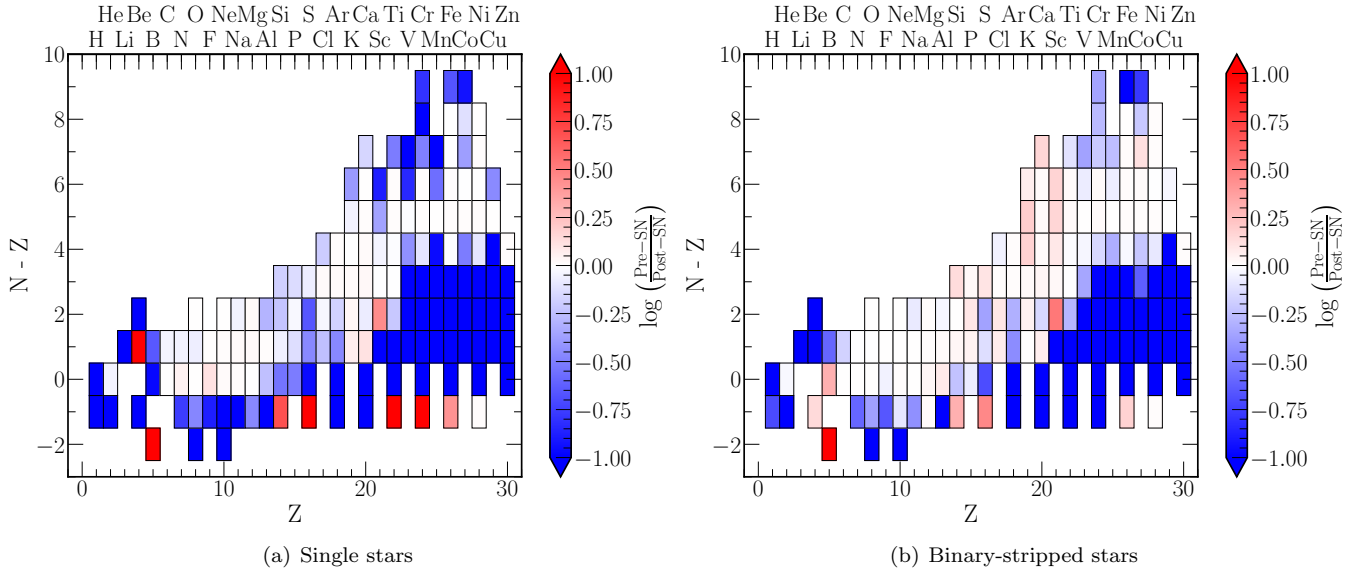 He Be C O Ne Mg Si S Ar Ca Ti Cr Fe Ni Zn
H Li B N F Na Al P Cl K Sc V Mn Co Cu
10
8
6
4
2
0
−2
N - Z
0 10 20 30
Z
1.00
0.75
0.50
0.25
0.00
−0.25
−0.50
−0.75
−1.00
log (Pre−SN/Post−SN)
(a) Single stars
He Be C O Ne Mg Si S Ar Ca Ti Cr Fe Ni Zn
H Li B N F Na Al P Cl K Sc V Mn Co Cu
10
8
6
4
2
0
−2
N - Z
0 10 20 30
Z
1.00
0.75
0.50
0.25
0.00
−0.25
−0.50
−0.75
−1.00
log (Pre−SN/Post−SN)
(b) Binary-stripped stars